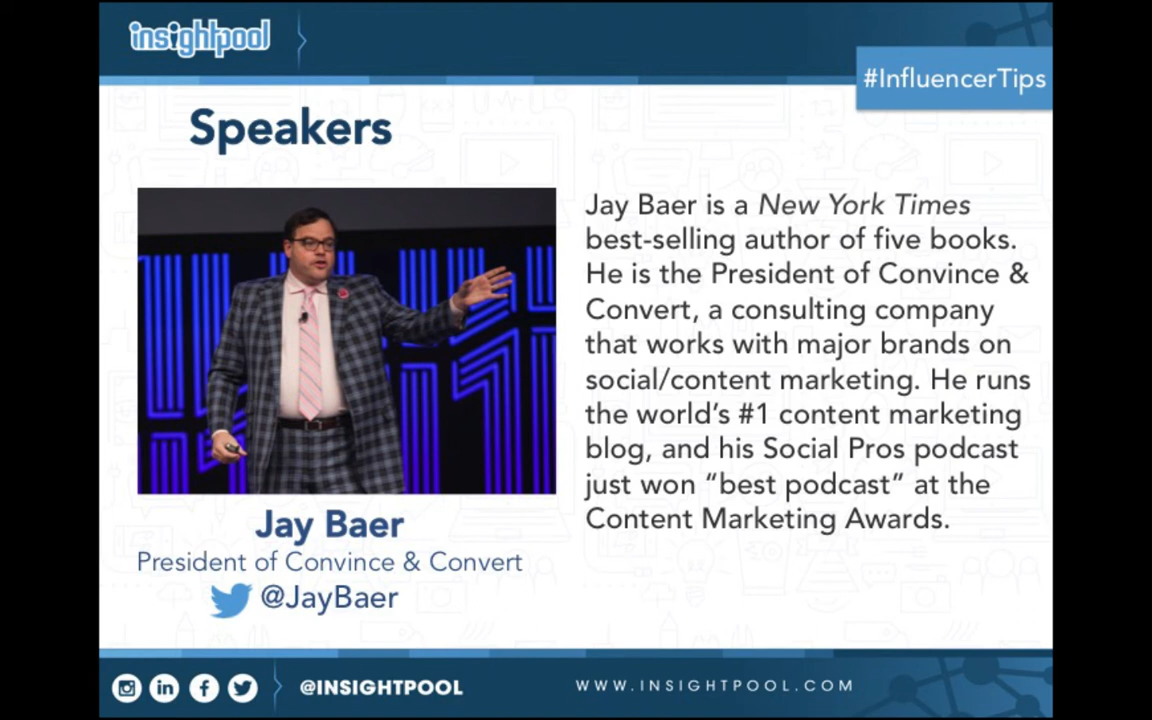 insightpool
#InfluencerTips
Speakers
Jay Baer is a New York Times
best-selling author of five books.
He is the President of Convince &
Convert, a consulting company
that works with major brands on
social/content marketing. He runs
the world's #1 content marketing
blog, and his Social Pros podcast
just won "best podcast" at the
Content Marketing Awards.
Jay Baer
President of Convince & Convert
@JayBaer
@INSIGHTPOOL
WWW.INSIGHTPOOL.COM